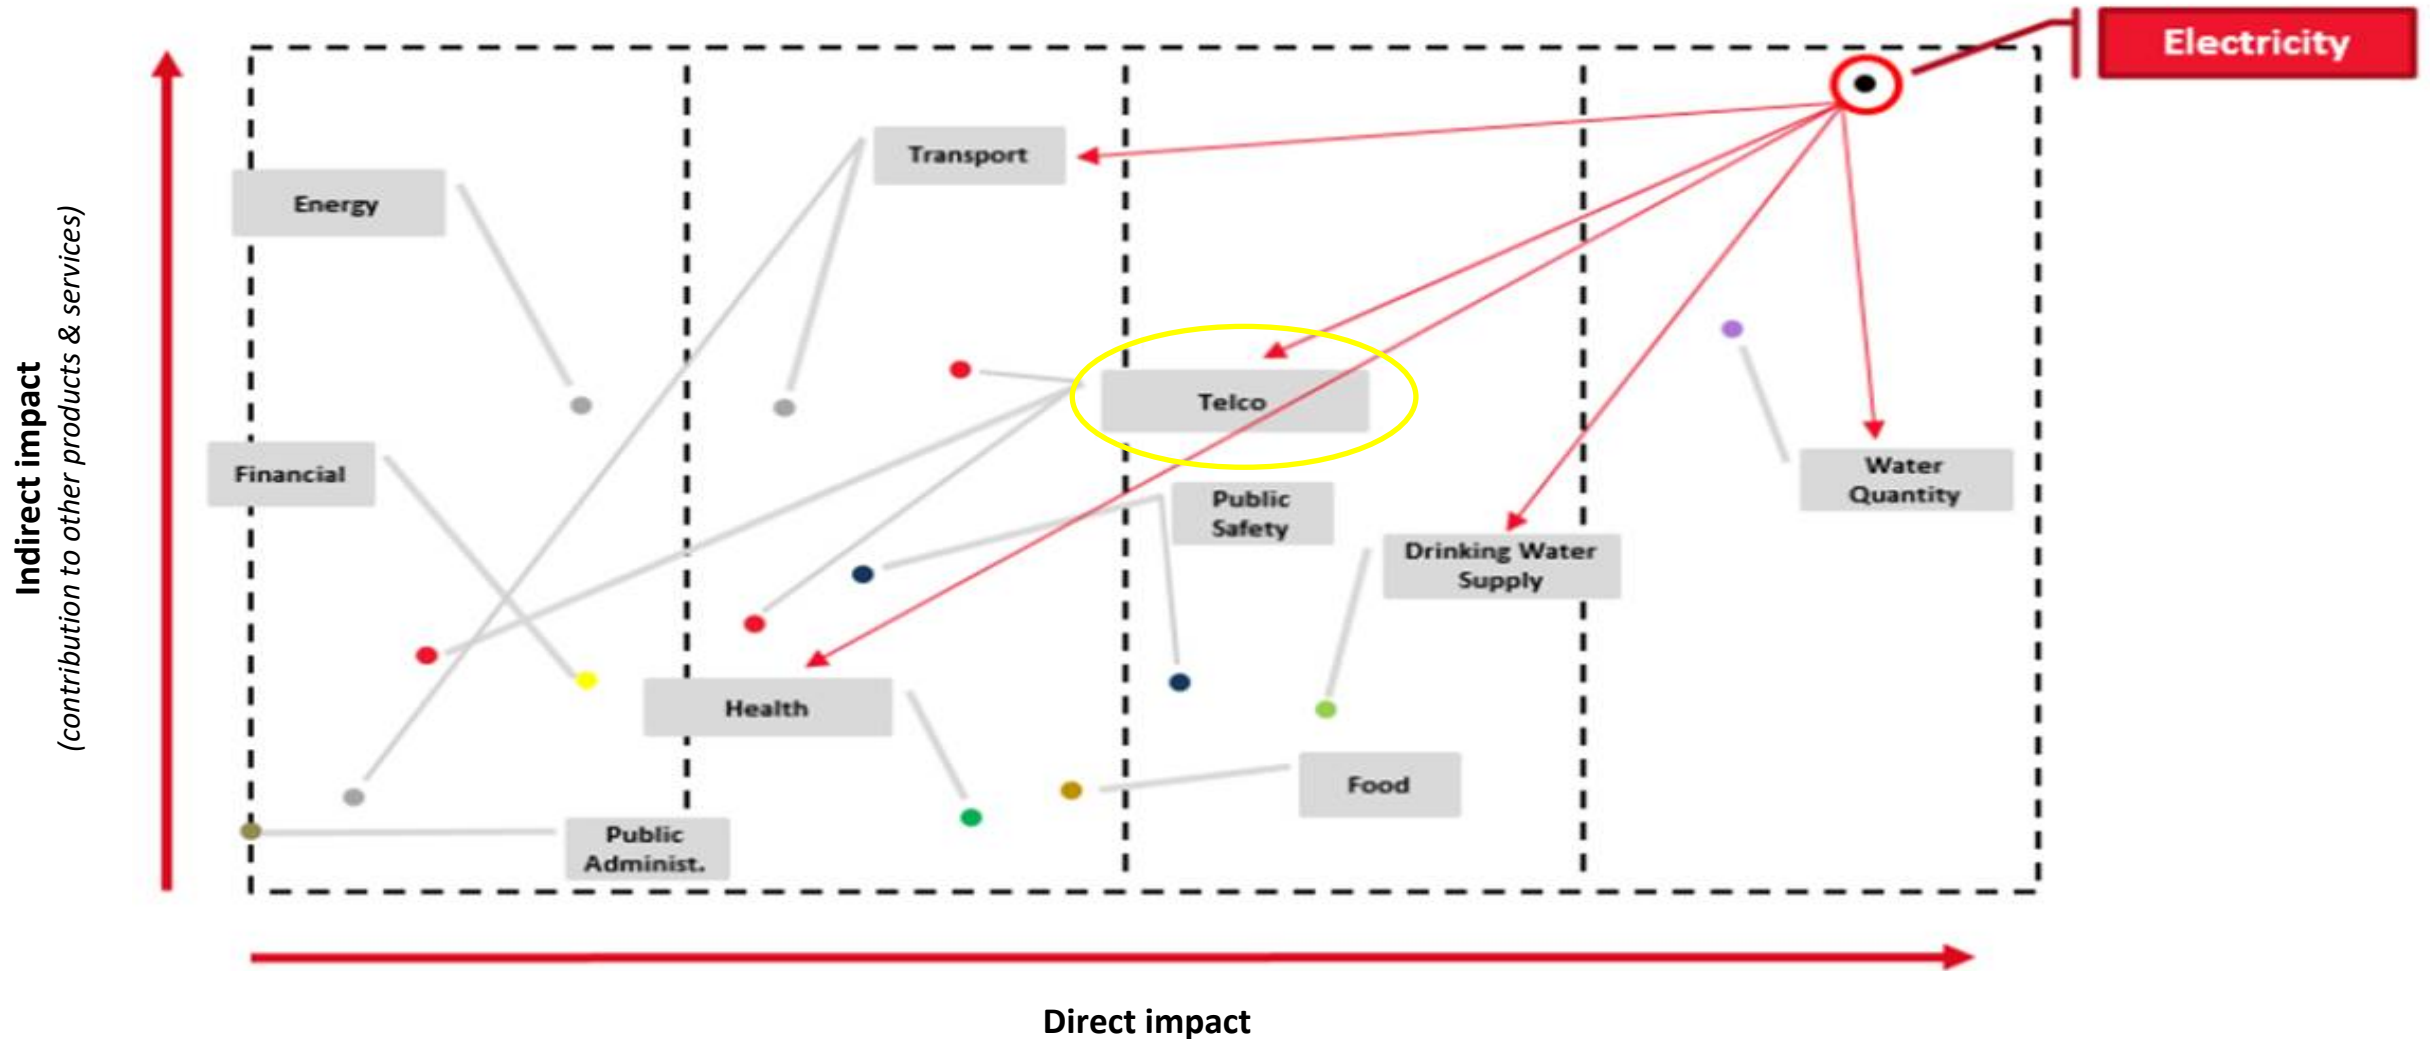 Electricity
Transport
Energy
Indirect impact
(contribution to other products & services)
Telco
Financial
Water
Quantity
Public
Safety
Drinking Water
Supply
Health
Food
Public
Administ.
Direct impact